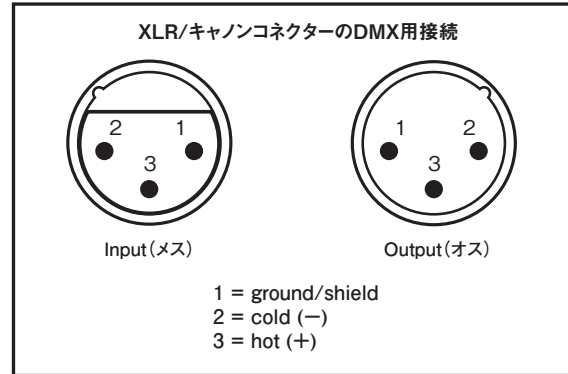 XLR/キャノンコネクターのDMX用接続
2 1
3
1 2
3
Input(メス)
Output(オス)
1 = ground/shield
2 = cold (−)
3 = hot (+)